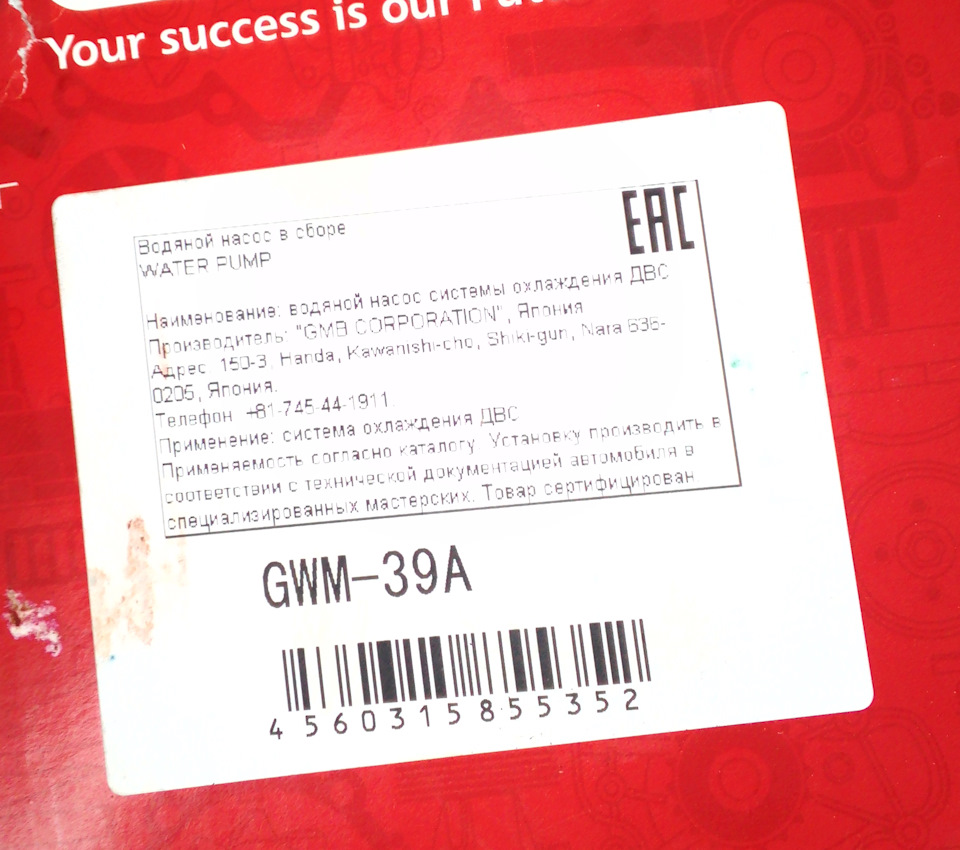 Your success is our
Водяной насос в сборе
WATER PUMP
EAC
Наименование: водяной насос системы охлаждения ДВС
Производитель: "GMB CORPORATION", Япония
Адрес: 150-3, Handa, Kawanishi-cho, Shiki-gun, Nara 636-
0205, Япония.
Телефон: +81-745-44-1911.
Применение: система охлаждения ДВС
Применяемость согласно каталогу. Установку производить в
соответствии с технической документацией автомобиля в
специализированных мастерских. Товар сертифицирован
GWM-39A
4560315855352